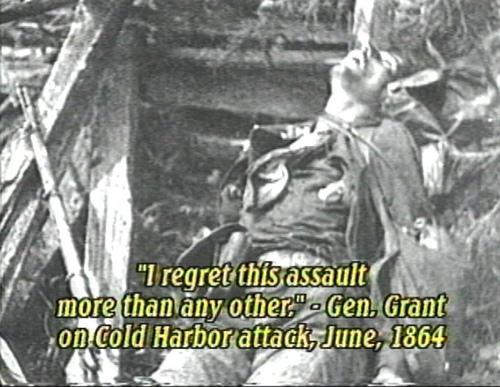 "I regret this assault
more than any other." - Gen. Grant
on Cold Harbor attack, June, 1864